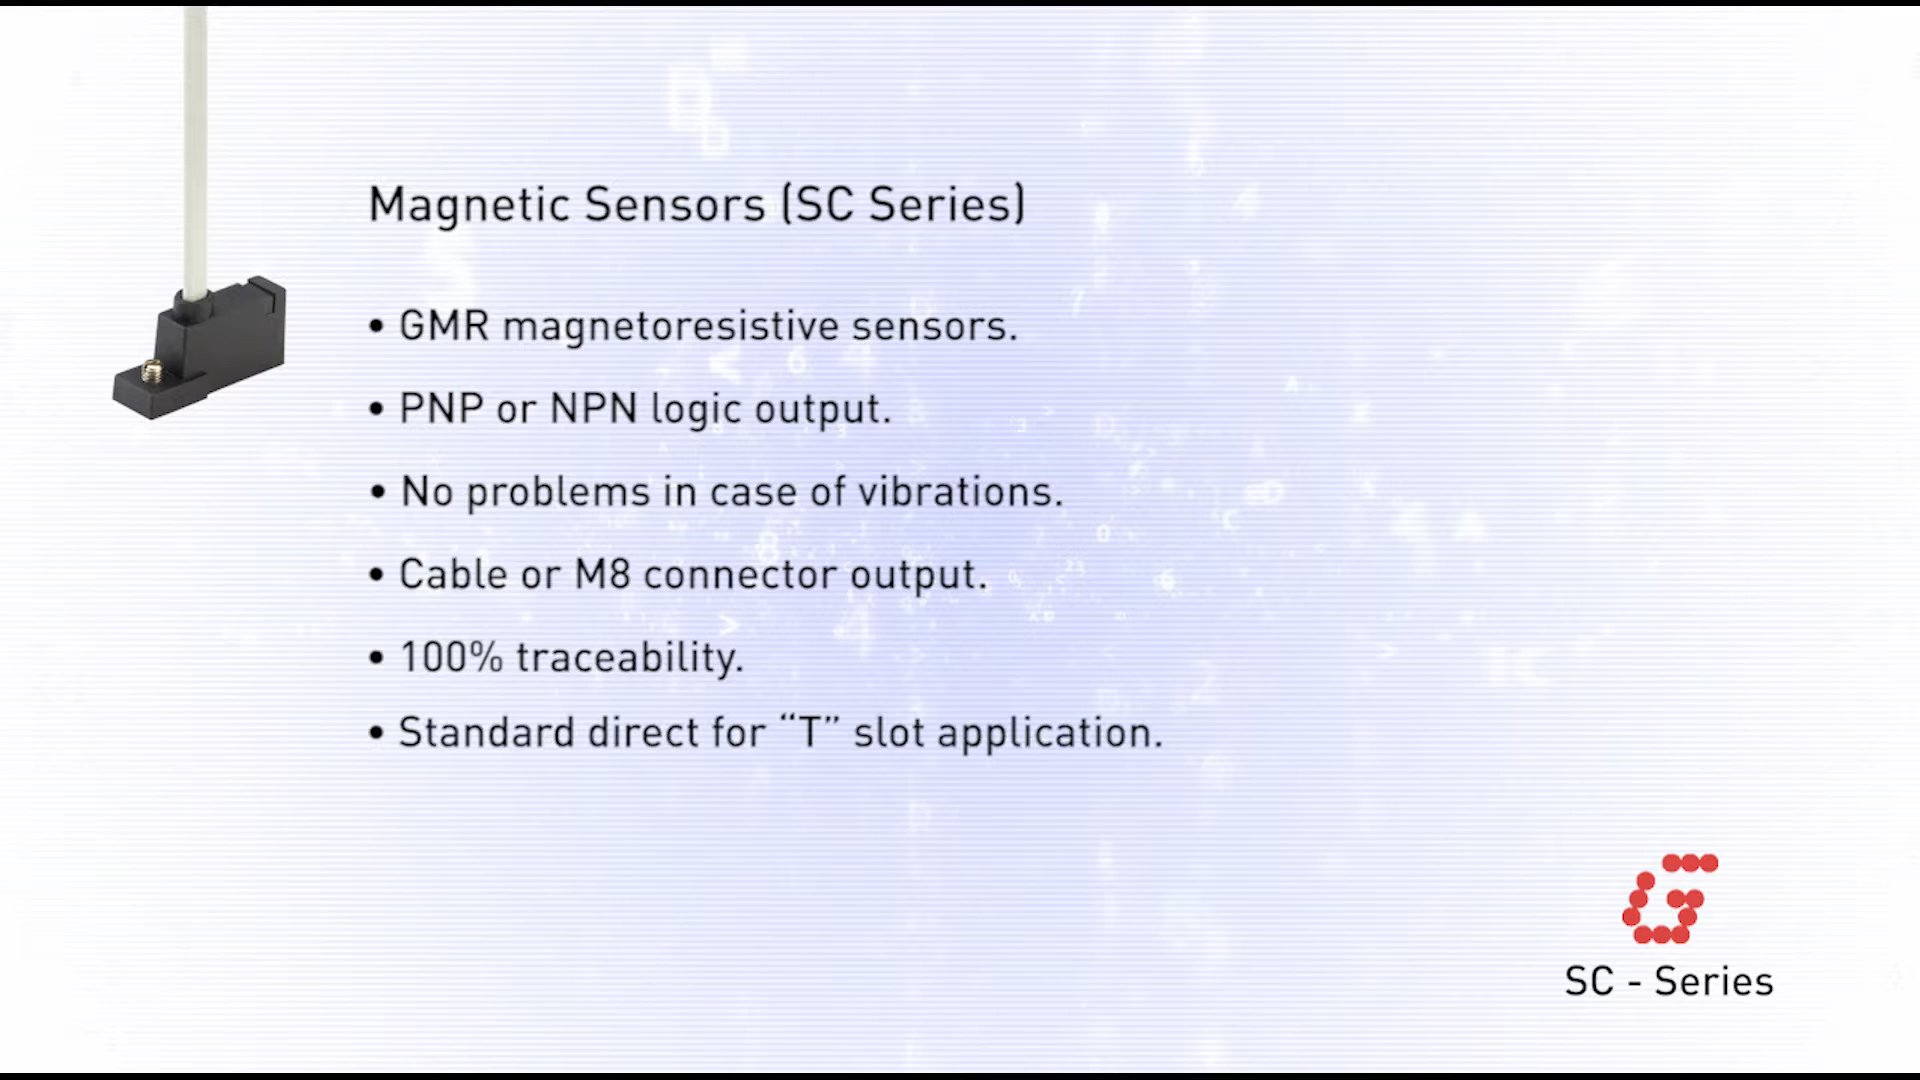 Magnetic Sensors (SC Series)
• GMR magnetoresistive sensors.
• PNP or NPN logic output.
• No problems in case of vibrations.
• Cable or M8 connector output.
• 100% traceability.
• Standard direct for “T” slot application.
G
SC - Series